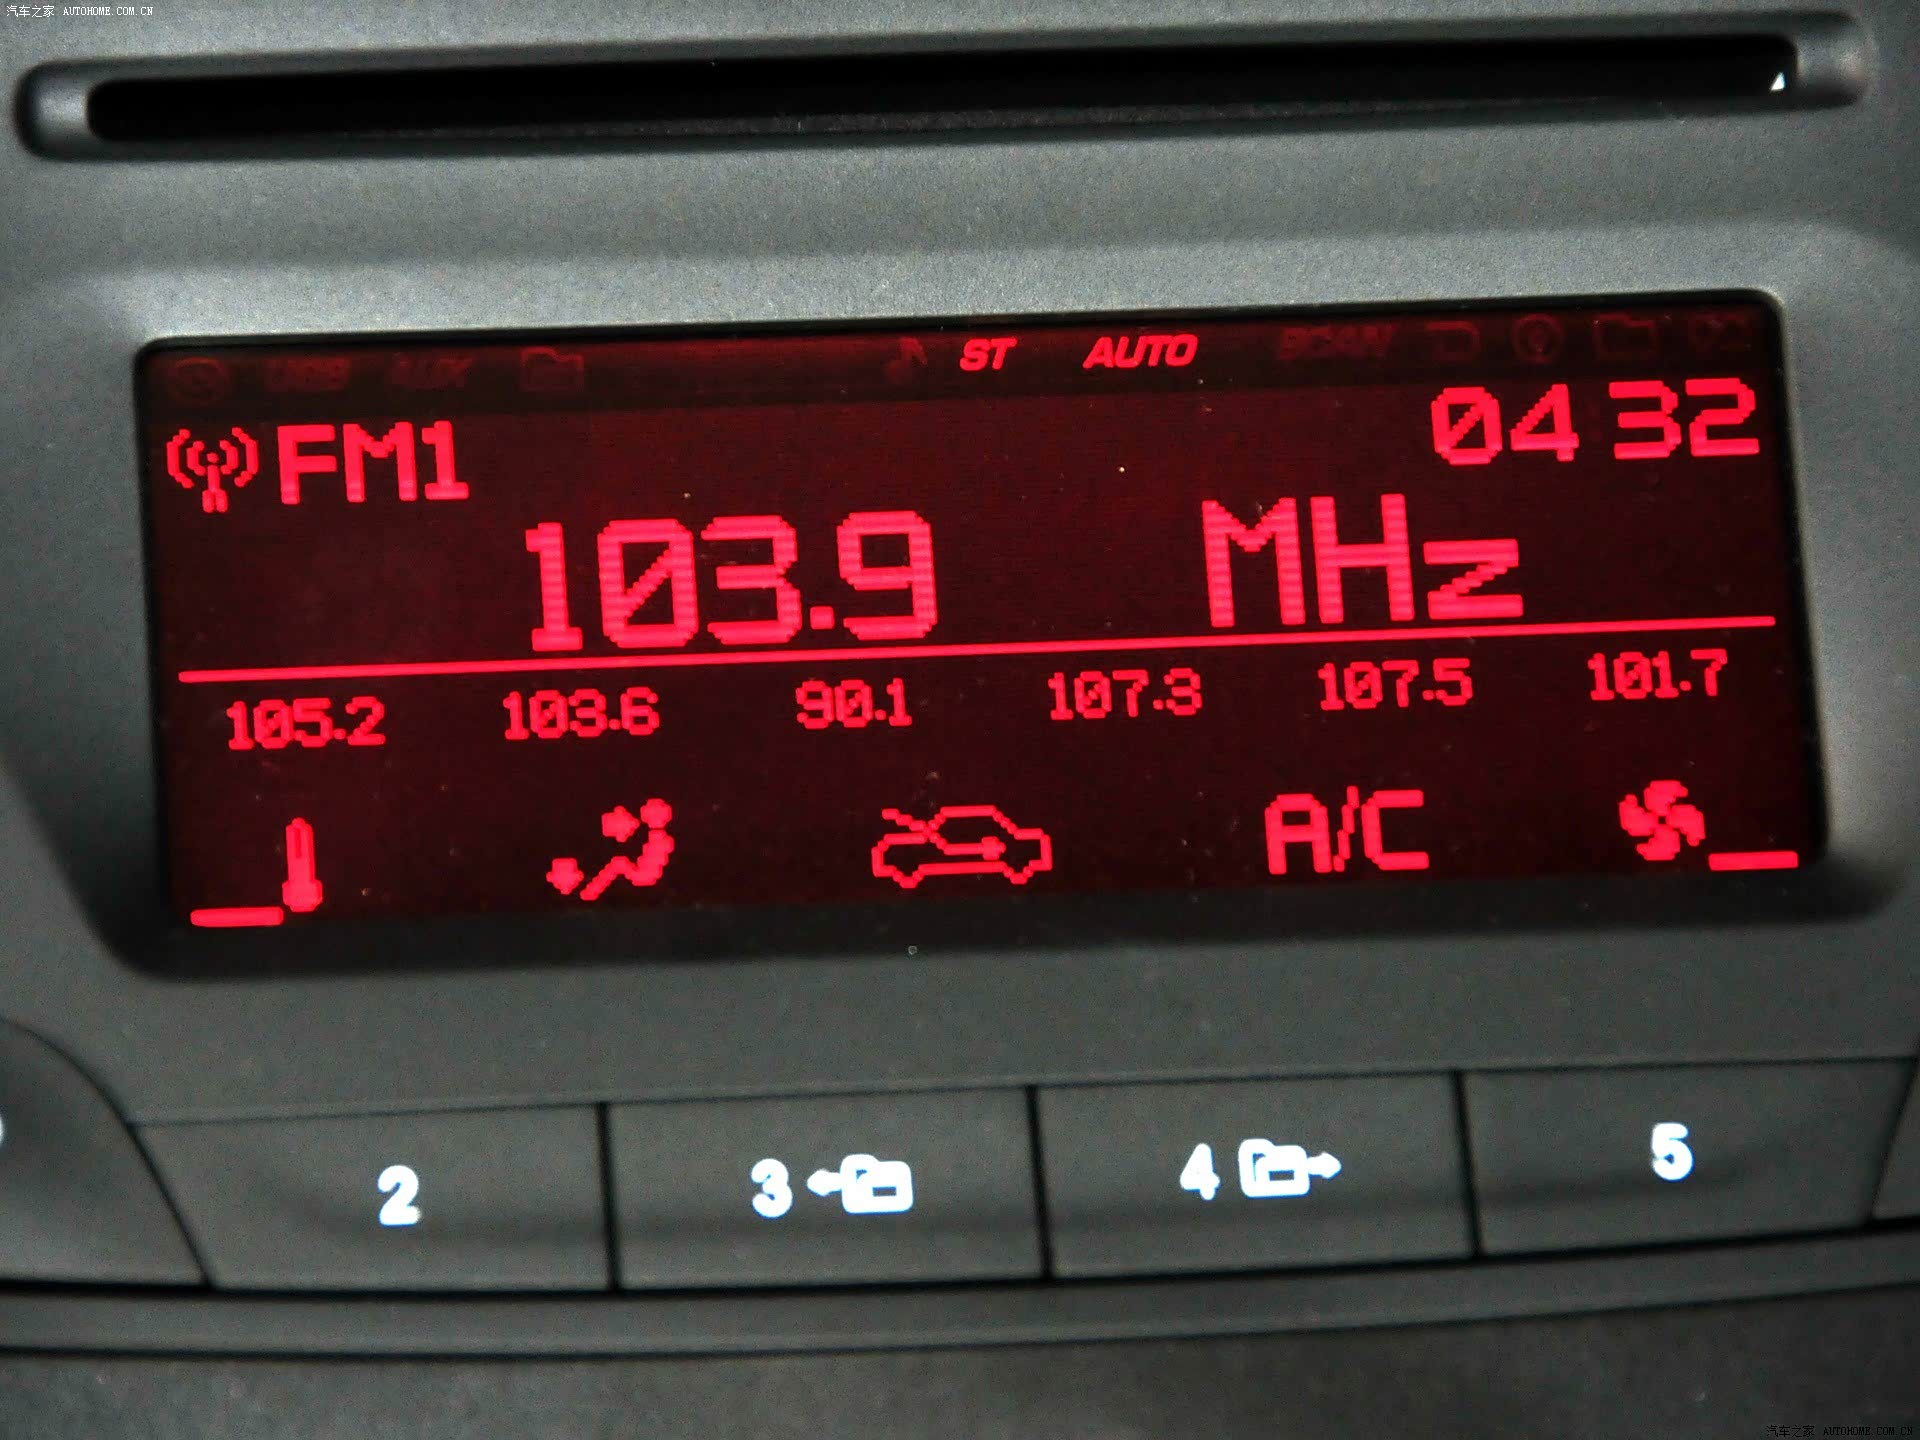 汽车之家 AUTOHOME.COM.CN
ST AUTO
FM1 04 32
103.9 MHz
105.2 103.6 90.1 107.3 107.5 101.7
A/C
2 3 4 5
汽车之家 AUTOHOME.COM.CN